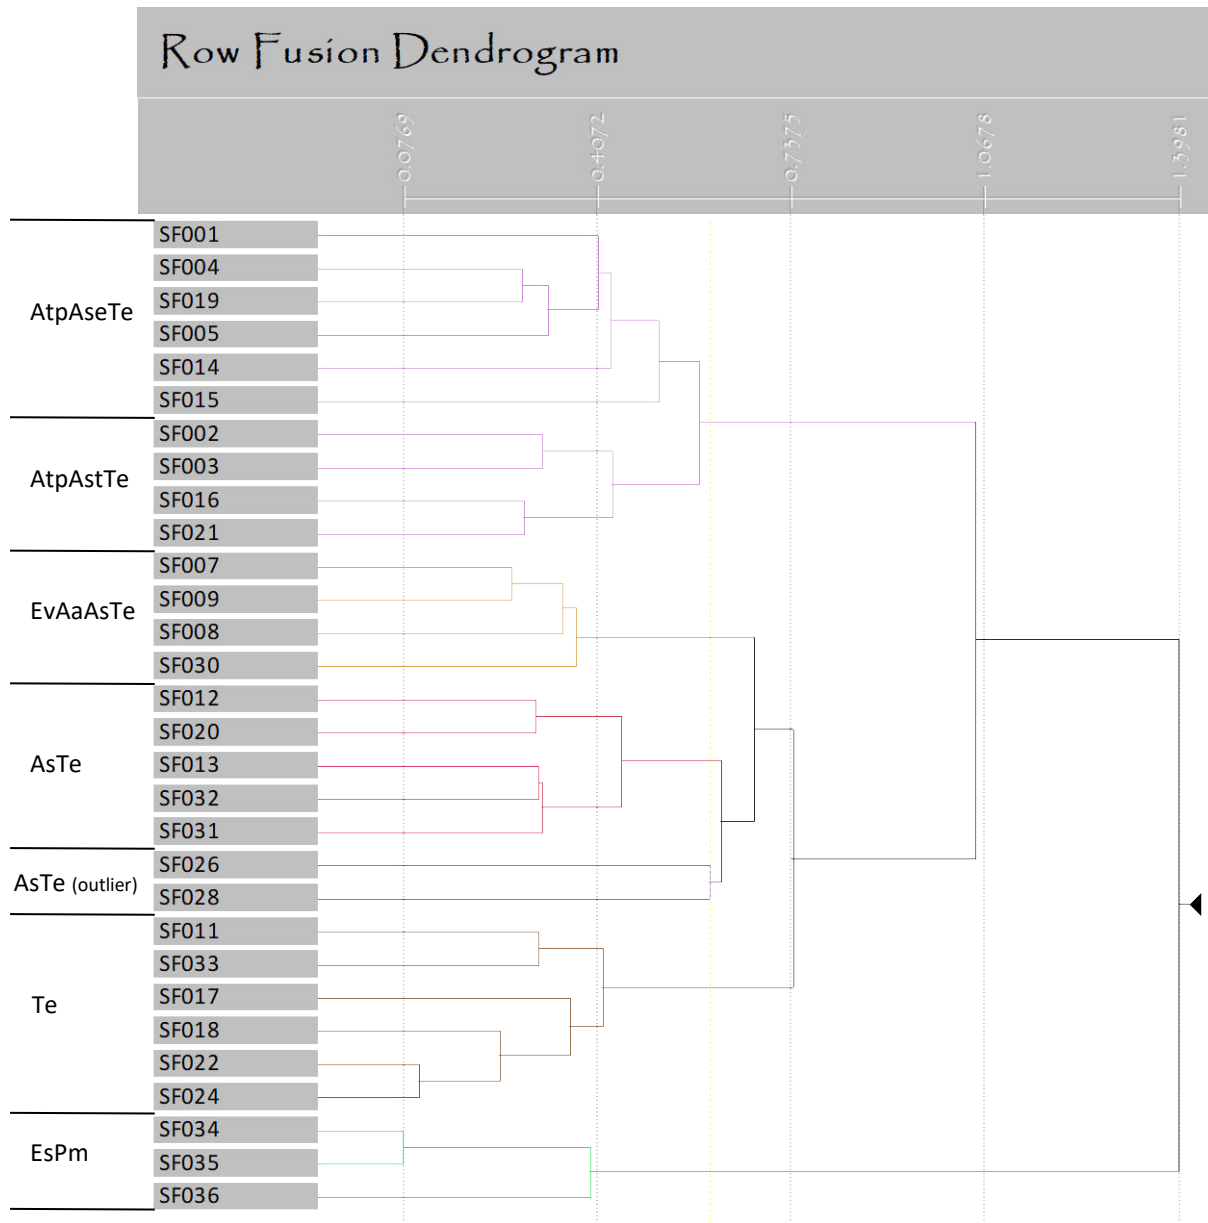 Row Fusion Dendrogram
0.0769
0.4072
0.7375
1.0678
1.3981
AtpAseTe
SF001
SF004
SF019
SF005
SF014
SF015
AtpAstTe
SF002
SF003
SF016
SF021
EvAaAsTe
SF007
SF009
SF008
SF030
AsTe
SF012
SF020
SF013
SF032
SF031
AsTe (outlier)
SF026
SF028
Te
SF011
SF033
SF017
SF018
SF022
SF024
EsPm
SF034
SF035
SF036